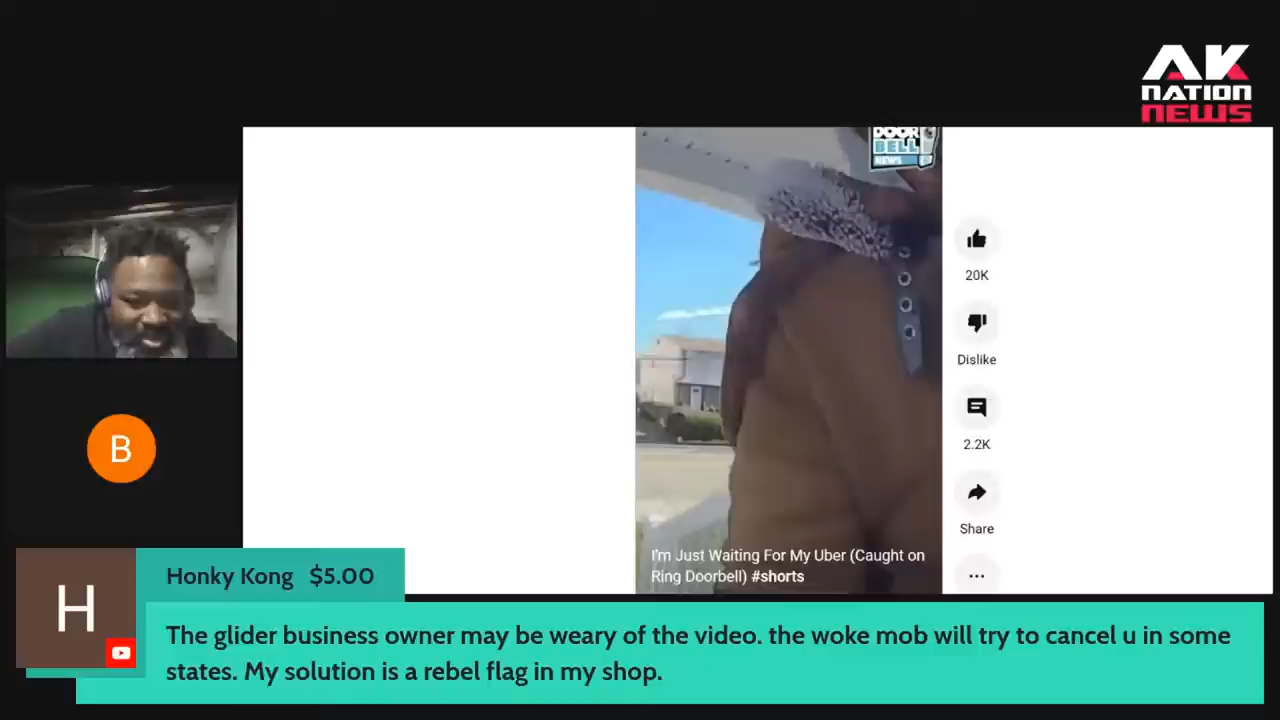 AK
NATION
NEWS
DOOR
BELL
NEWS
20K
Dislike
B
2.2K
Share
I'm Just Waiting For My Uber (Caught on
Ring Doorbell) #shorts
H
Honky Kong $5.00
The glider business owner may be weary of the video. the woke mob will try to cancel u in some
states. My solution is a rebel flag in my shop.